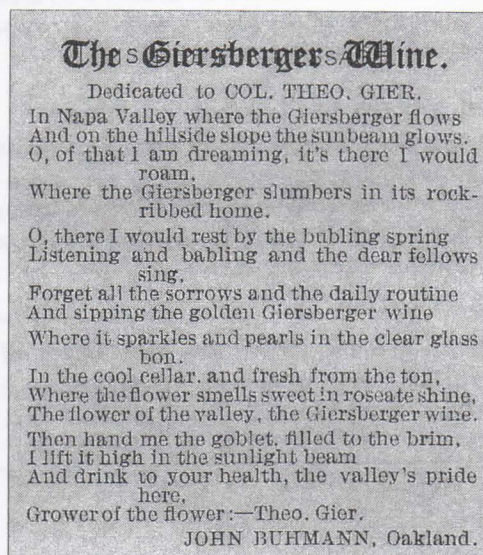 The Giersberger Wine.
Dedicated to COL. THEO. GIER.
In Napa Valley where the Giersberger flows
And on the hillside slope the sunbeam glows.
O, of that I am dreaming, it's there I would
roam,
Where the Giersberger slumbers in its rock-
ribbed home.
O, there I would rest by the bubling spring
Listening and babling and the dear fellows
sing,
Forget all the sorrows and the daily routine
And sipping the golden Giersberger wine
Where it sparkles and pearls in the clear glass
bon.
In the cool cellar. and fresh from the ton,
Where the flower smells sweet in roseate shine,
The flower of the valley, the Giersberger wine.
Then hand me the goblet, filled to the brim,
I lift it high in the sunlight beam
And drink to your health, the valley's pride
here,
Grower of the flower:—Theo. Gier.
JOHN BUHMANN, Oakland.